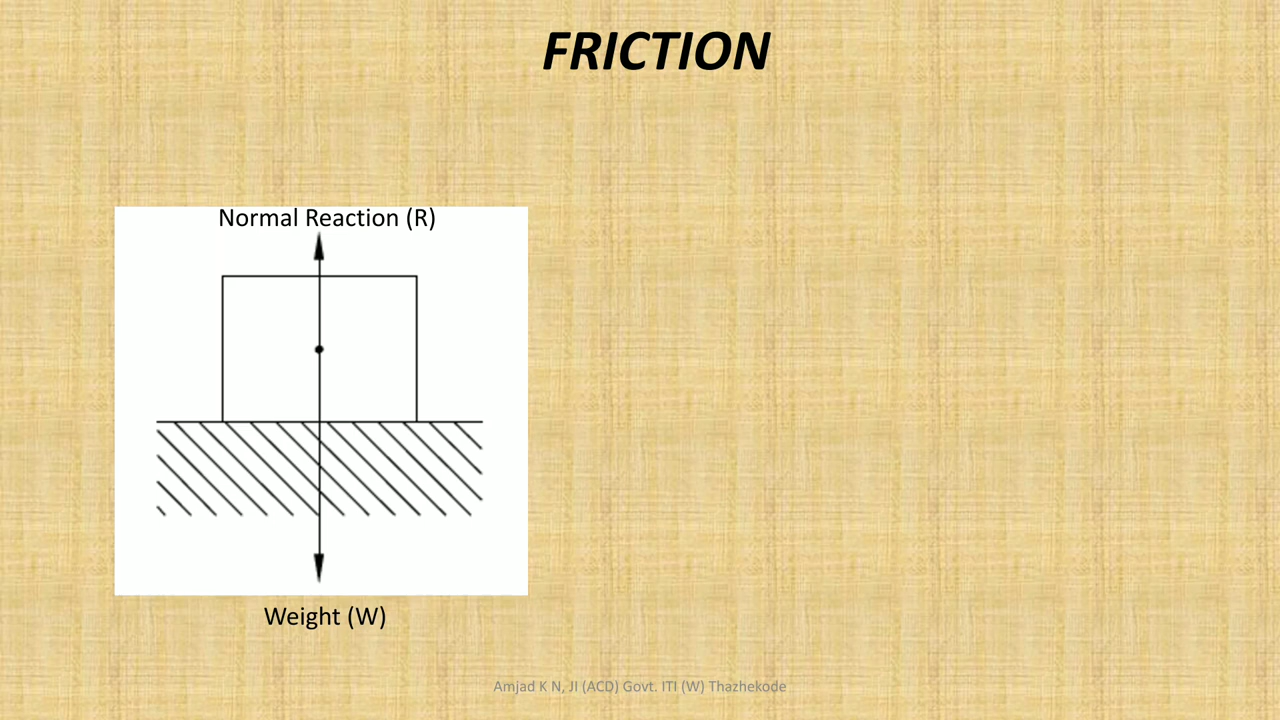 FRICTION
Normal Reaction (R)
Weight (W)
Amjad K N, JI (ACD) Govt. ITI (W) Thazhekode